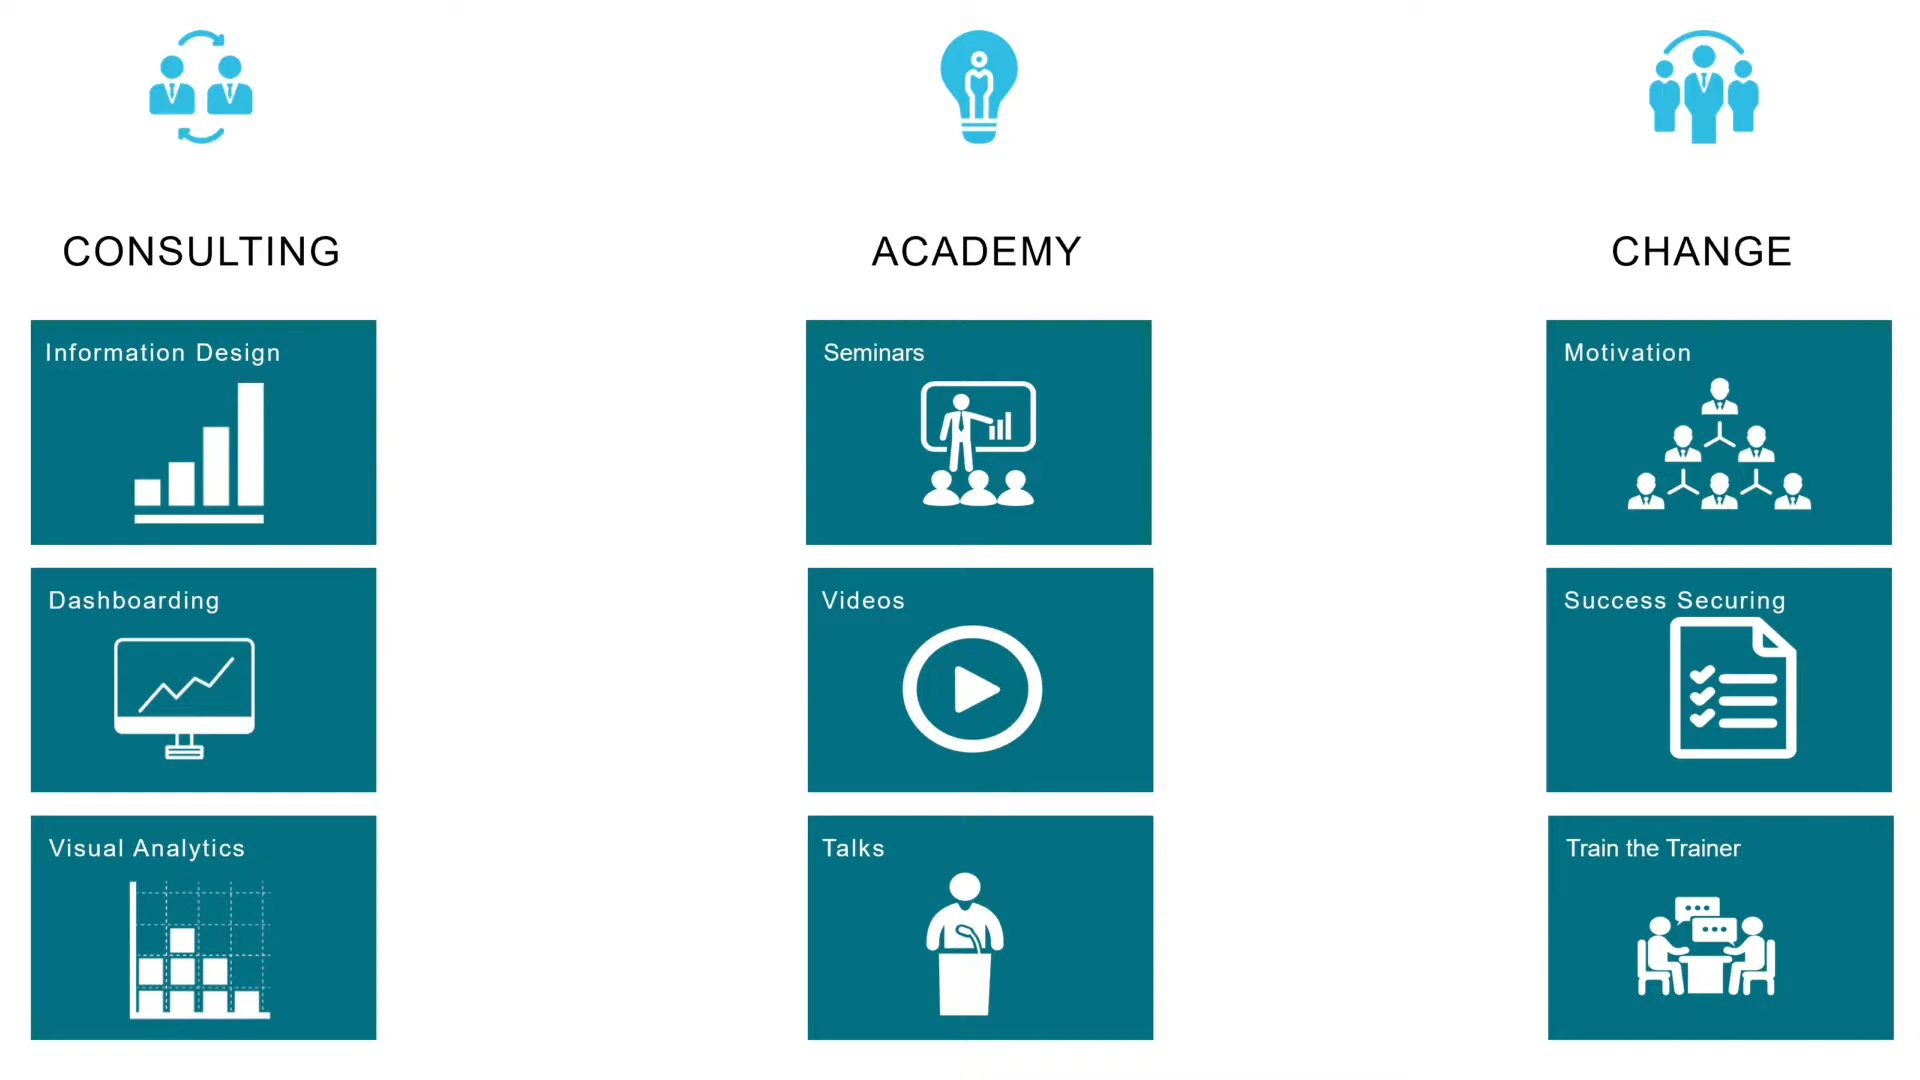 CONSULTING
ACADEMY
CHANGE
Information Design
Seminars
Motivation
Dashboarding
Videos
Success Securing
Visual Analytics
Talks
Train the Trainer